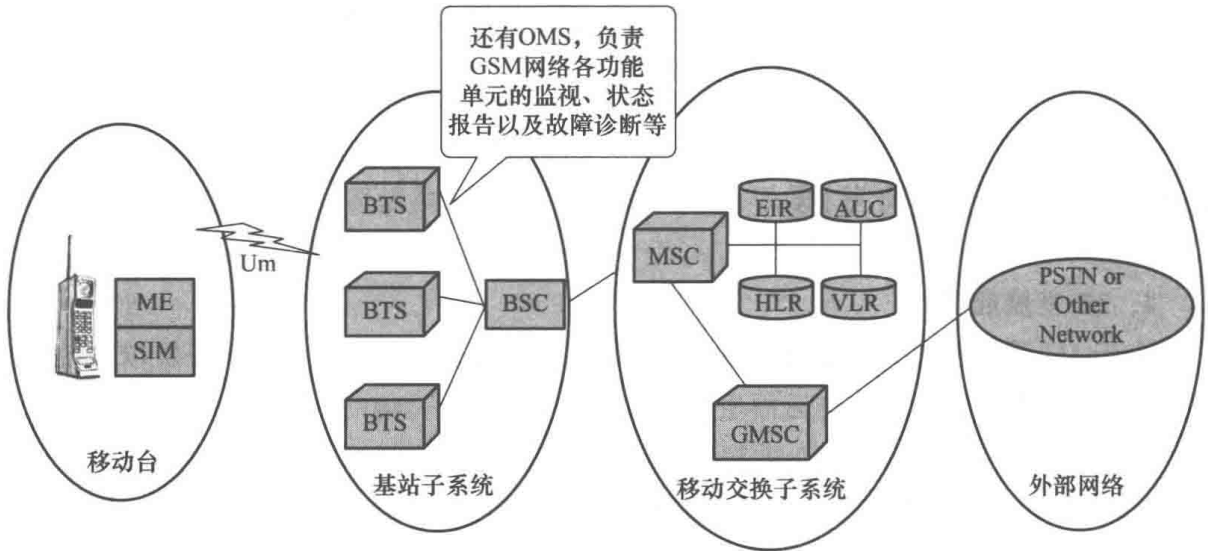 还有OMS，负责
GSM网络各功能
单元的监视、状态
报告以及故障诊断等
ME
SIM
移动台
Um
BTS
BTS
BTS
BSC
基站子系统
MSC
EIR
AUC
HLR
VLR
GMSC
移动交换子系统
PSTN or
Other
Network
外部网络